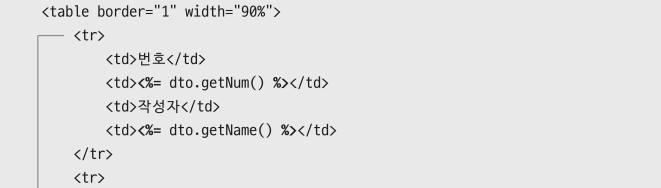 <table border="1" width="90%">
<tr>
<td>번호</td>
<td><%= dto.getNum() %></td>
<td>작성자</td>
<td><%= dto.getName() %></td>
</tr>
<tr>